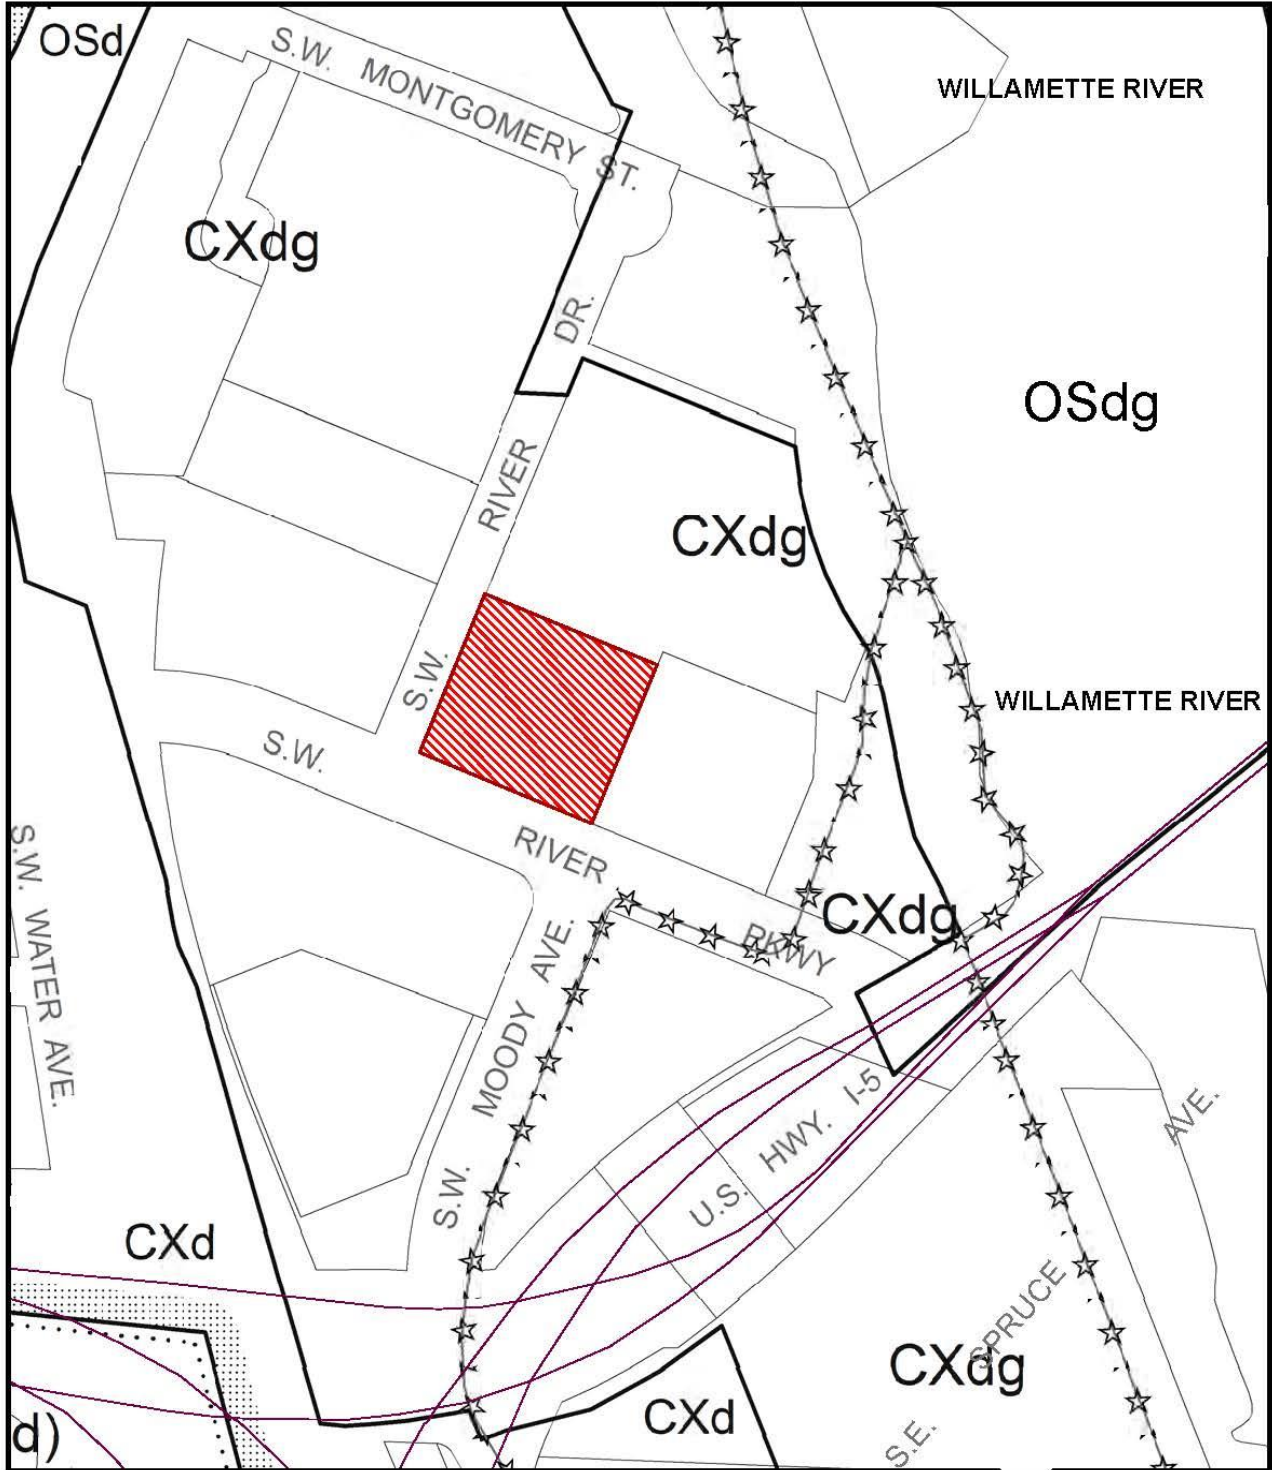 OSd
S.W. MONTGOMERY ST.
WILLAMETTE RIVER
CXdg
DR.
OSdg
RIVER
CXdg
S.W.
WILLAMETTE RIVER
S.W.
RIVER
PKWY
S.W. WATER AVE.
CXdg
MOODY AVE.
S.W.
U.S. HWY. I-5
AVE.
CXd
SPRUCE
CXdg
CXd
S.E.
d)